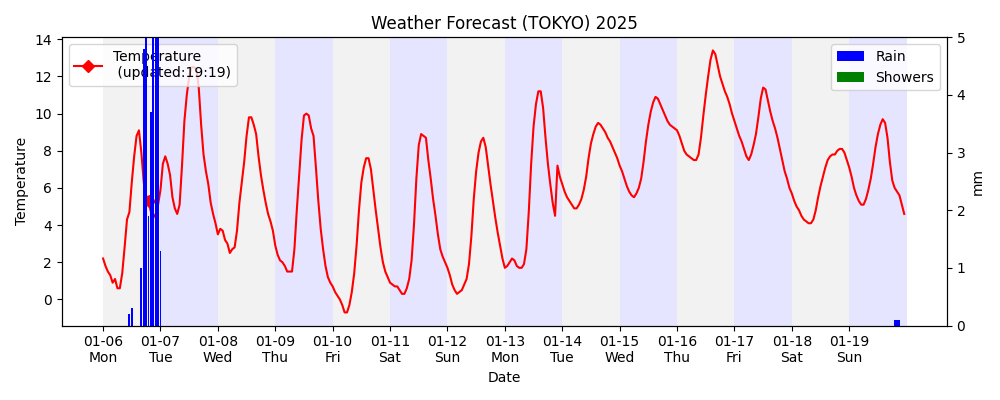 Weather Forecast (TOKYO) 2025
Temperature
(updated:19:19)
Rain
Showers
14
12
10
8
6
4
2
0
Temperature
5
4
3
2
1
0
mm
01-06 01-07 01-08 01-09 01-10 01-11 01-12 01-13 01-14 01-15 01-16 01-17 01-18 01-19
Mon Tue Wed Thu Fri Sat Sun Mon Tue Wed Thu Fri Sat Sun
Date